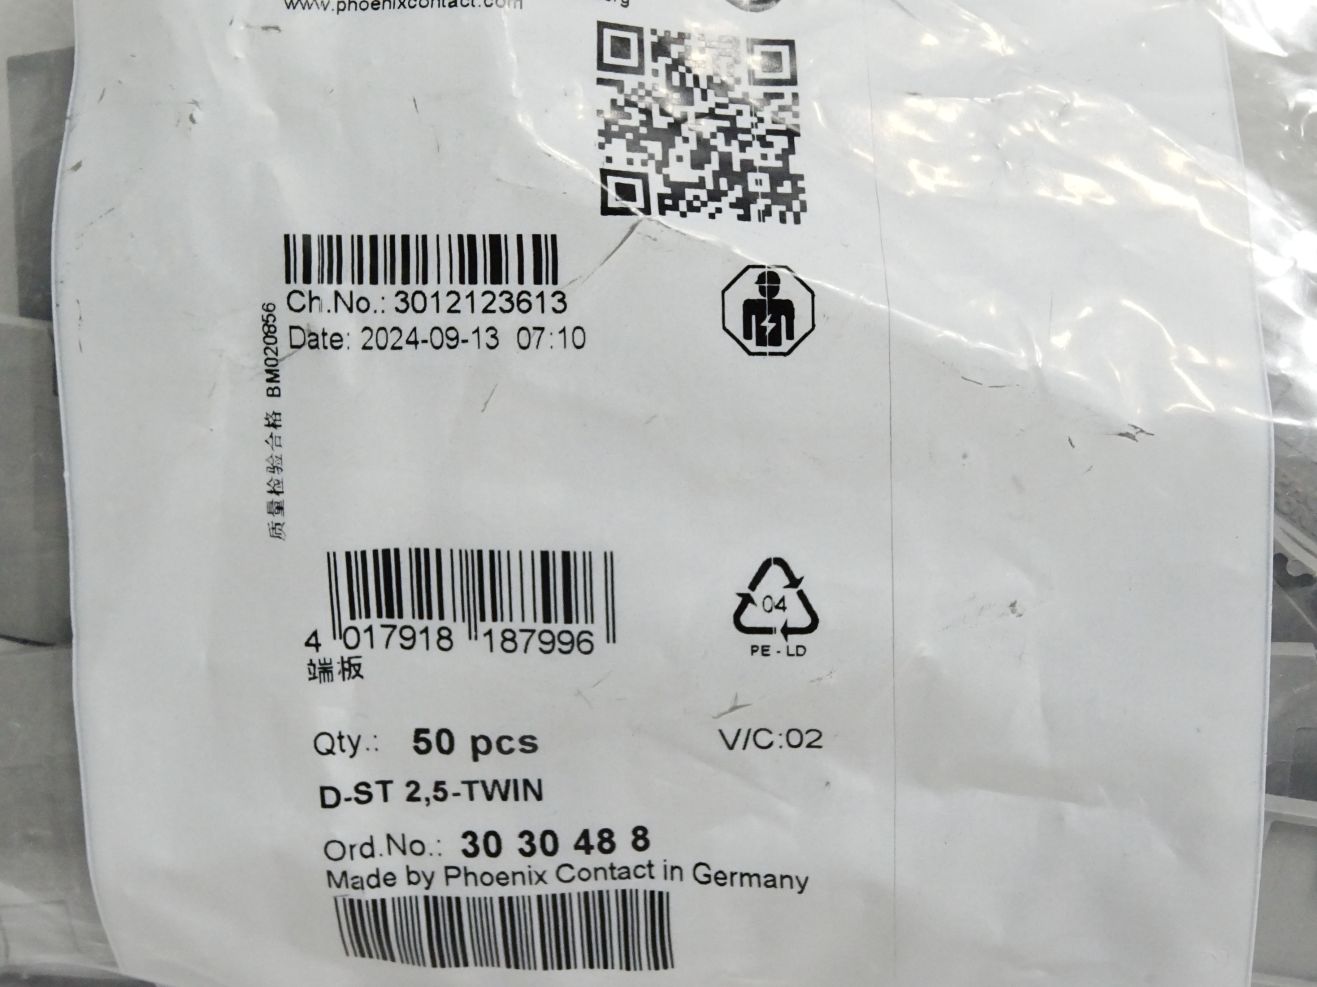 www.phoenixcontact.com
Ch.No.: 3012123613
Date: 2024-09-13 07:10
质量检验合格 BM020856
4 017918 187996
端板
04
PE-LD
Qty.: 50 pcs
V/C:02
D-ST 2,5-TWIN
Ord.No.: 30 30 48 8
Made by Phoenix Contact in Germany